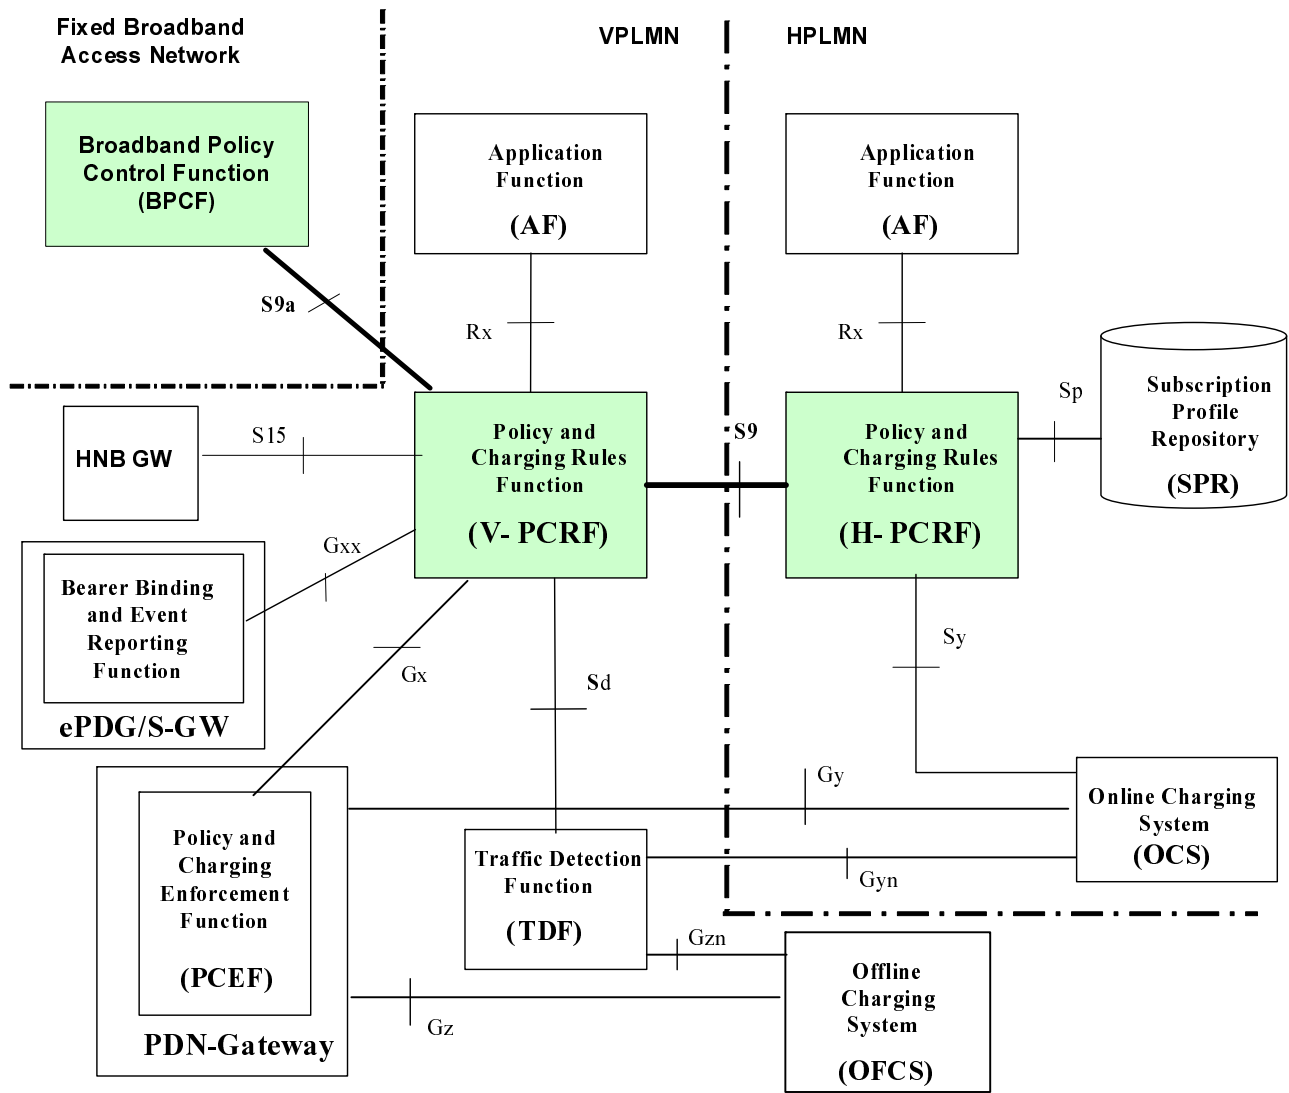 Fixed Broadband
Access Network
VPLMN
HPLMN
Broadband Policy
Control Function
(BPCF)
Application
Function
(AF)
Application
Function
(AF)
S9a
Rx
Rx
Subscription
Profile
Repository
(SPR)
Sp
HNB GW
S15
Policy and
Charging Rules
Function
(V- PCRF)
S9
Policy and
Charging Rules
Function
(H- PCRF)
Gxx
Bearer Binding
and Event
Reporting
Function
ePDG/S-GW
Gx
Sd
Sy
Gy
Policy and
Charging
Enforcement
Function
(PCEF)
PDN-Gateway
Traffic Detection
Function
(TDF)
Gyn
Online Charging
System
(OCS)
Gzn
Gz
Offline
Charging
System
(OFCS)